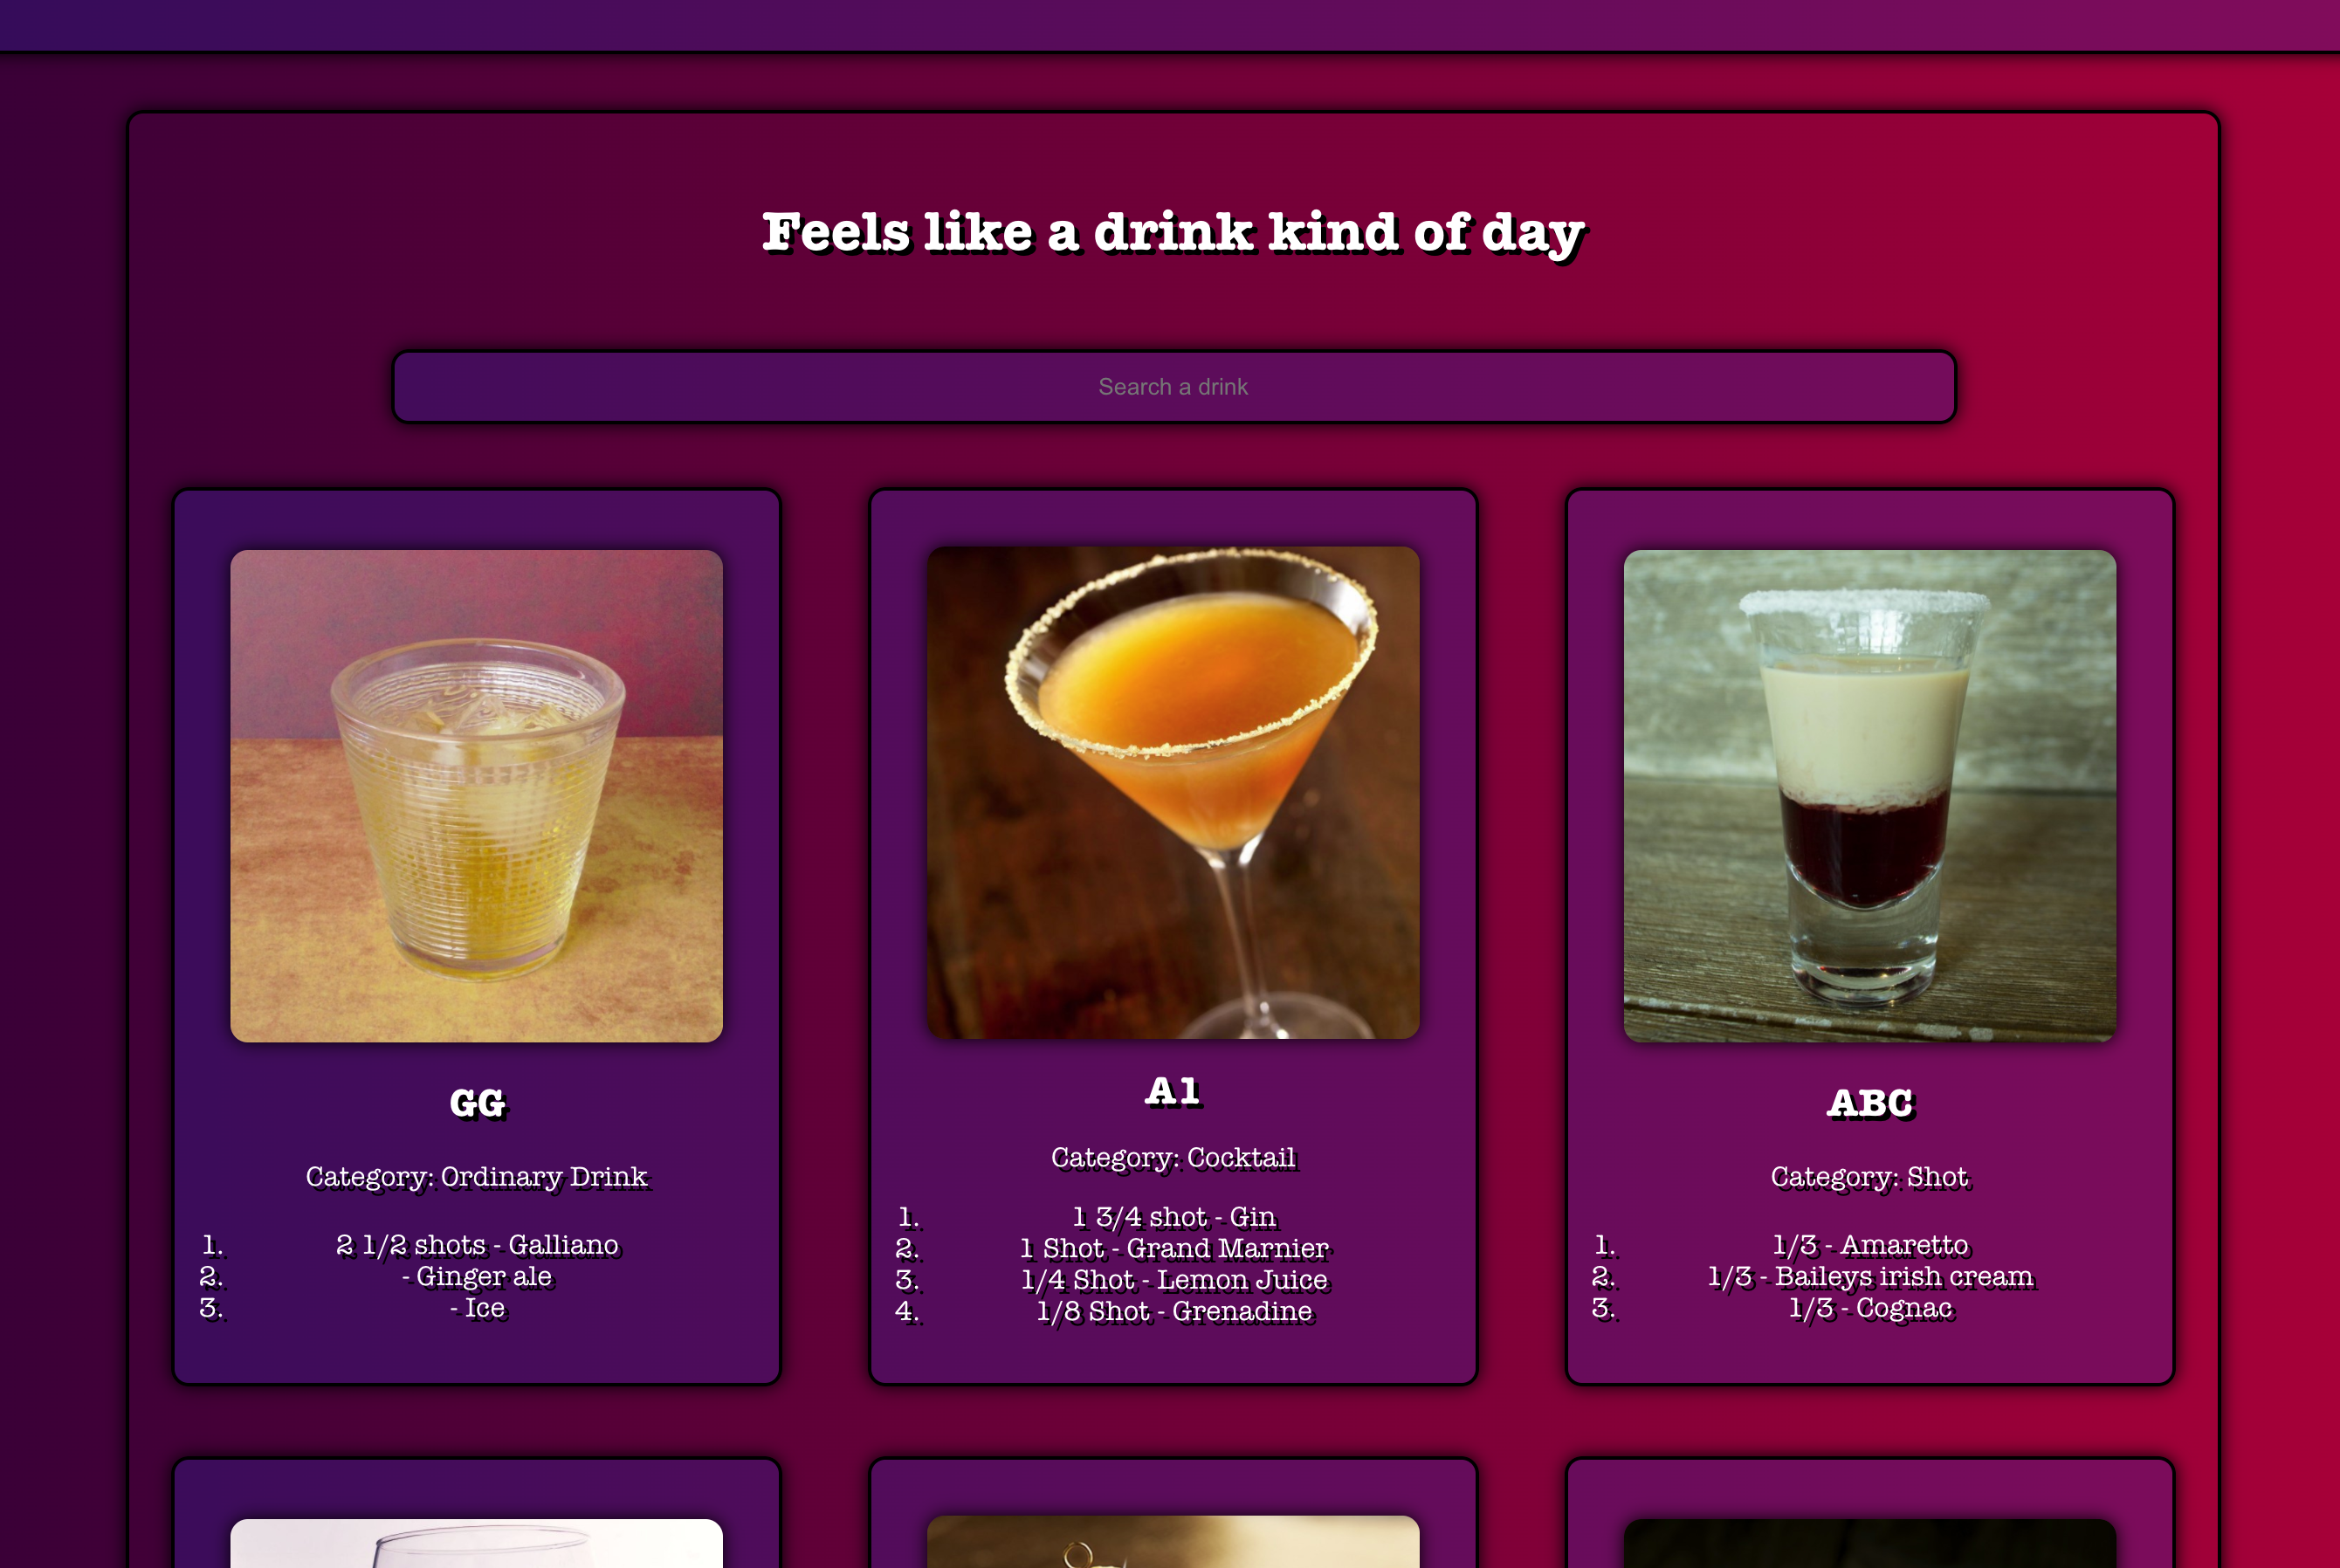 Feels like a drink kind of day
Search a drink
GG
Category: Ordinary Drink
1. 2 1/2 shots - Galliano
2. - Ginger ale
3. - Ice
A1
Category: Cocktail
1. 1 3/4 shot - Gin
2. 1 Shot - Grand Marnier
3. 1/4 Shot - Lemon Juice
4. 1/8 Shot - Grenadine
ABC
Category: Shot
1. 1/3 - Amaretto
2. 1/3 - Baileys irish cream
3. 1/3 - Cognac